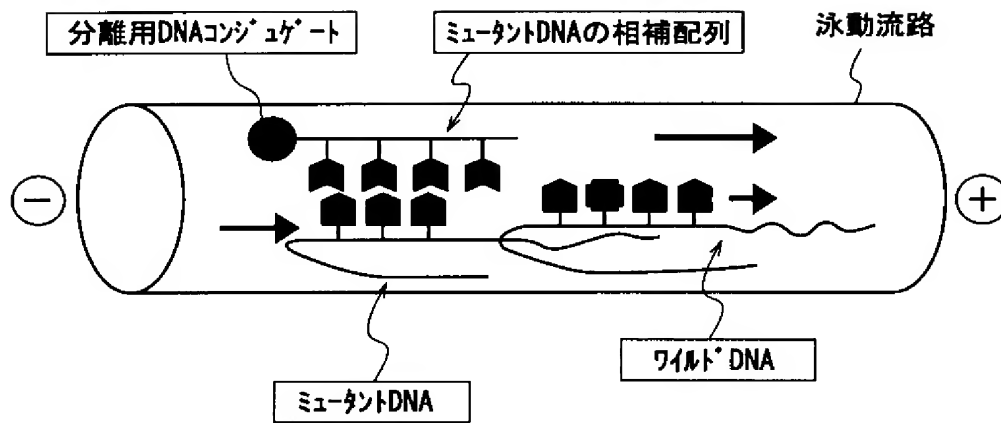 分離用DNAコンジュゲート
ミュータントDNAの相補配列
泳動流路
－
＋
ワイルドDNA
ミュータントDNA